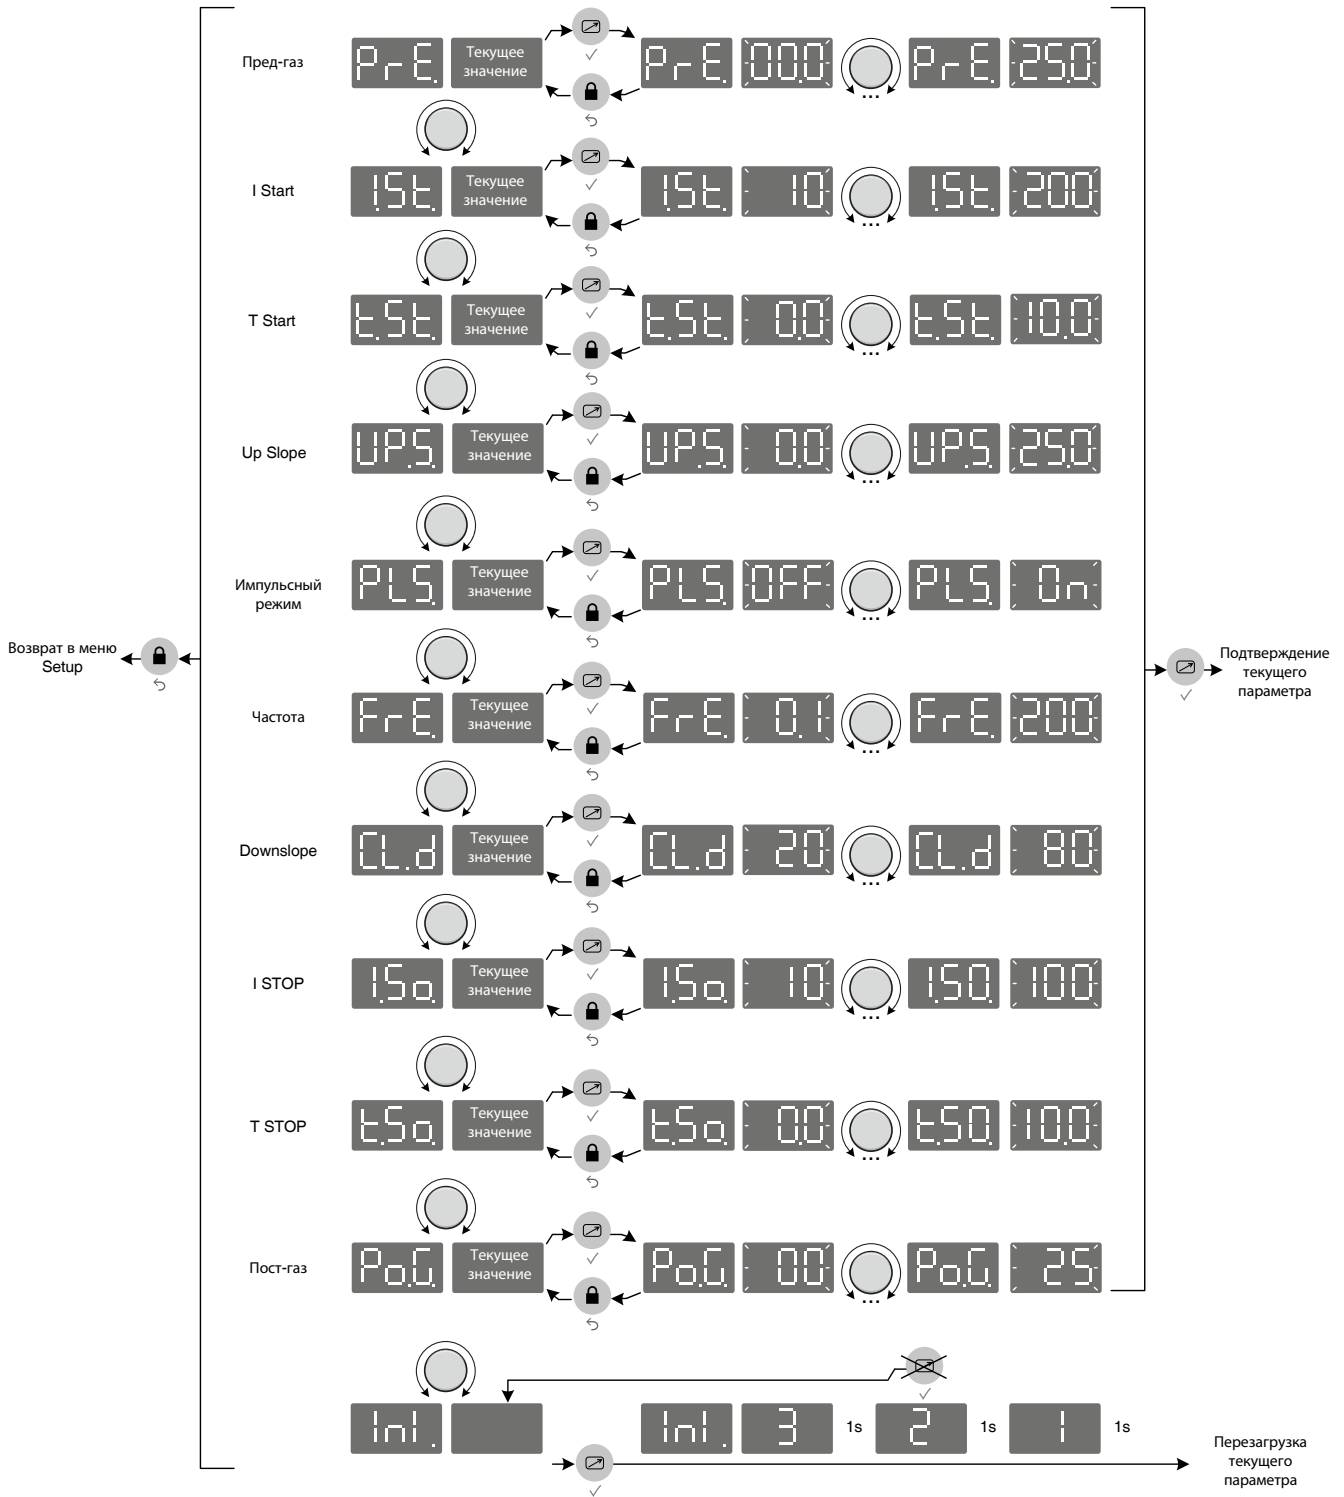 Пред-газ
PrE.
Текущее
значение
PrE.
00.0
...
PrE.
25.0
I Start
I.St.
Текущее
значение
I.St.
10
...
I.St.
200
T Start
t.St.
Текущее
значение
t.St.
0.0
...
t.St.
10.0
Up Slope
UP.S.
Текущее
значение
UP.S.
0.0
...
UP.S.
25.0
Импульсный
режим
PLS.
Текущее
значение
PLS.
OFF
...
PLS.
On
Возврат в меню
Setup
Подтверждение
текущего
параметра
Частота
FrE.
Текущее
значение
FrE.
0.1
...
FrE.
200
Downslope
CL.d
Текущее
значение
CL.d
20
...
CL.d
80
I STOP
I.So.
Текущее
значение
I.So.
10
...
I.SO.
100
T STOP
t.So.
Текущее
значение
t.So.
0.0
...
t.SO.
10.0
Пост-газ
Po.G.
Текущее
значение
Po.G.
00
...
Po.G.
25
InI.
InI.
3
1s
2
1s
1
1s
Перезагрузка
текущего
параметра